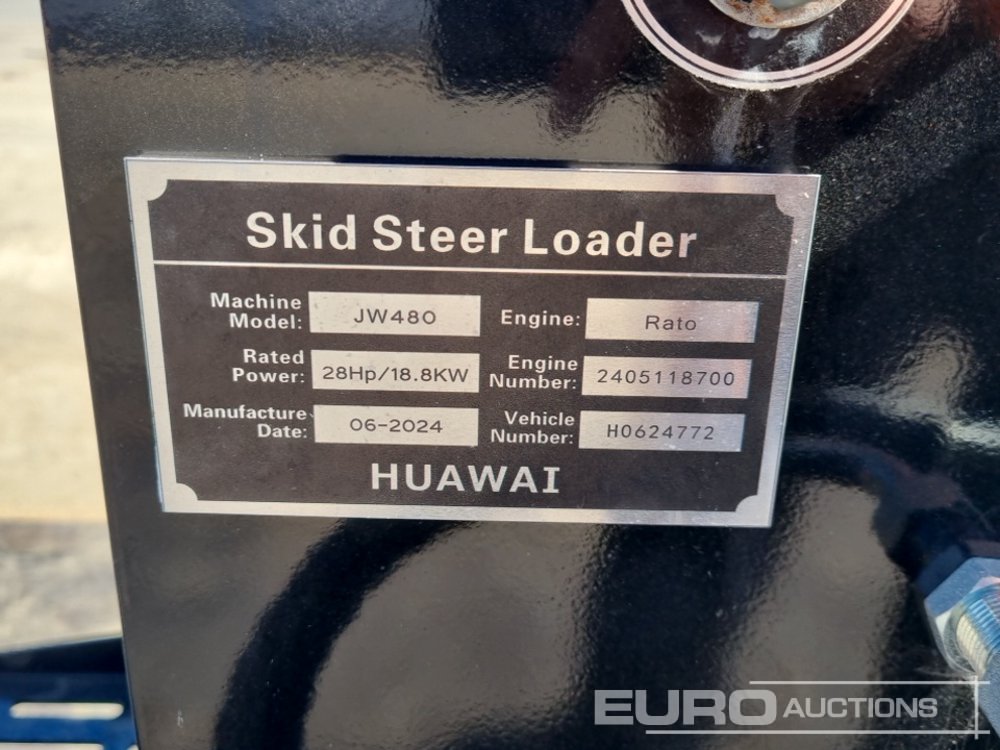 Skid Steer Loader
Machine Model: JW480 Engine: Rato
Rated Power: 28Hp/18.8KW Engine Number: 2405118700
Manufacture Date: 06-2024 Vehicle Number: H0624772
HUAWAI
EURO AUCTIONS